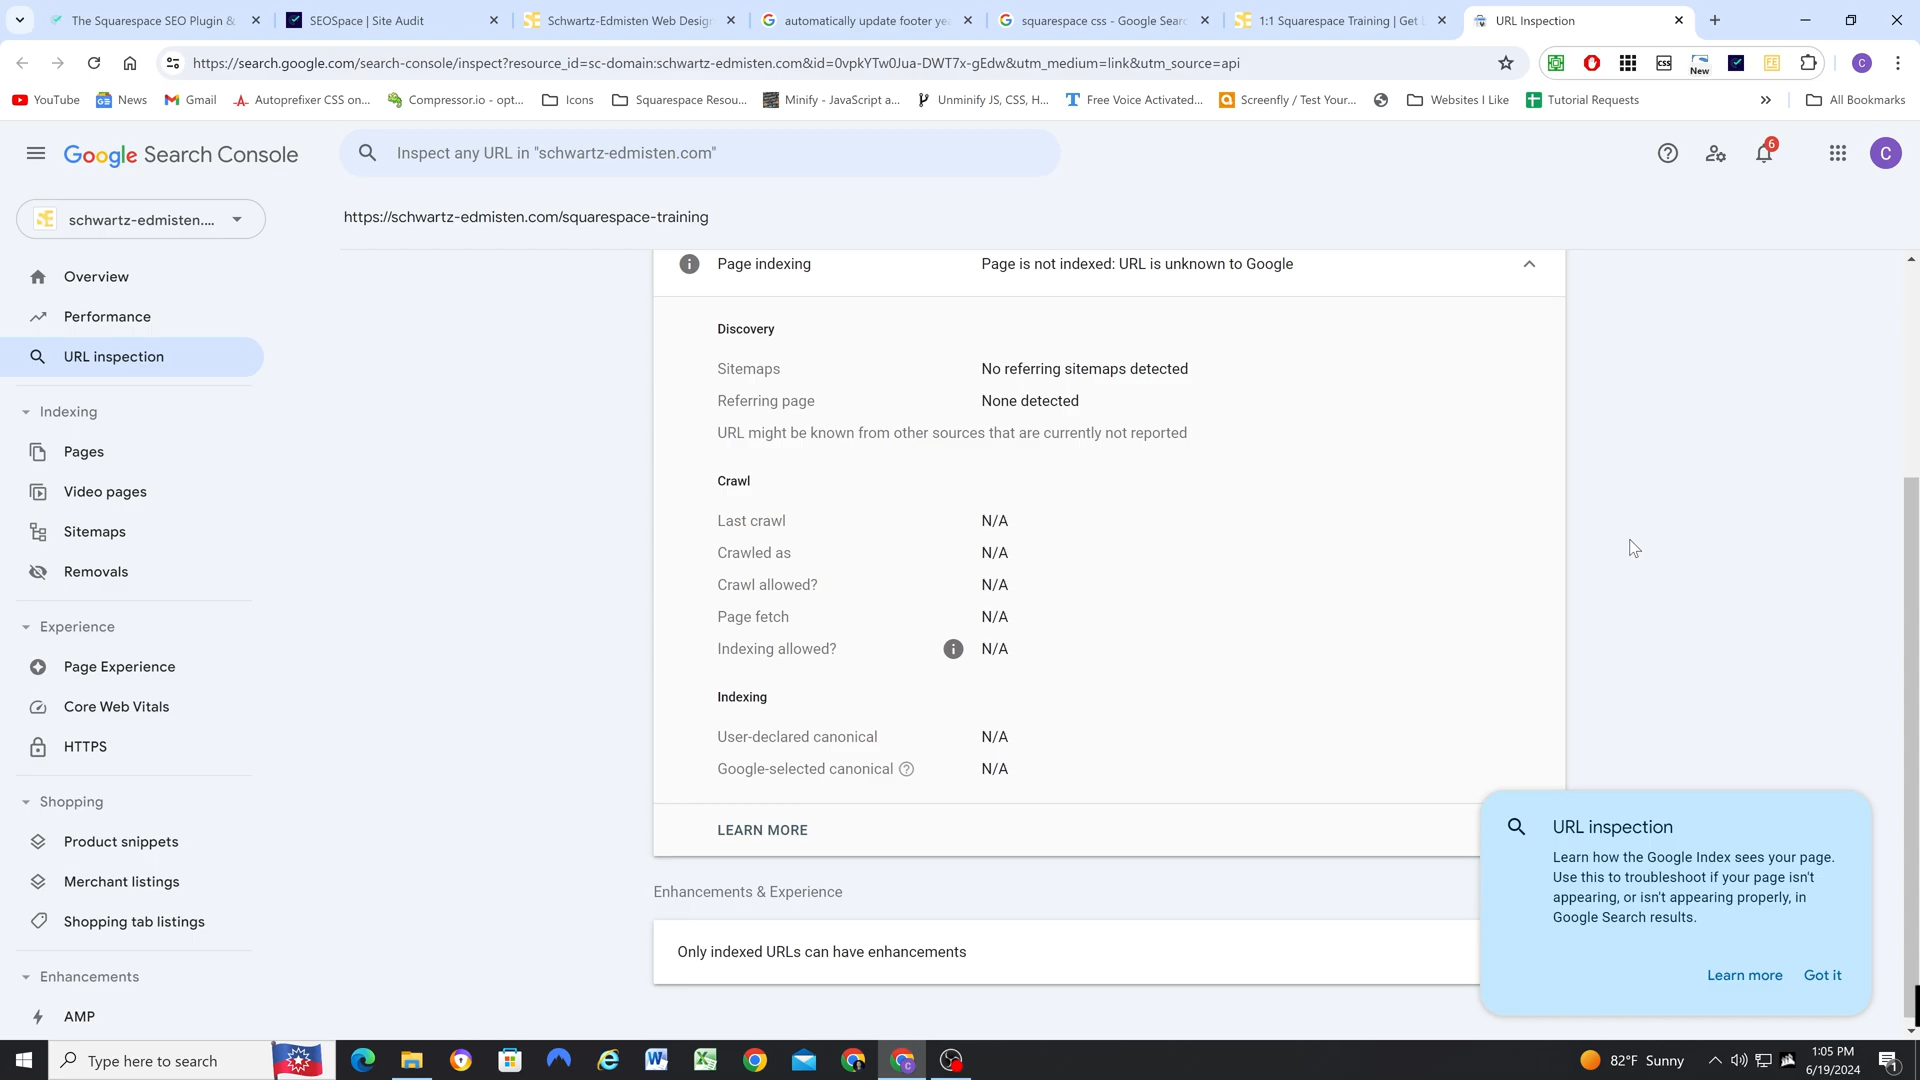 The Squarespace SEO Plugin &
SEOSpace | Site Audit
Schwartz-Edmisten Web Design
automatically update footer yea
squarespace css - Google Searc
1:1 Squarespace Training | Get
URL Inspection
https://search.google.com/search-console/inspect?resource_id=sc-domain:schwartz-edmisten.com&id=0vpkYTw0Jua-DWT7x-gEdw&utm_medium=link&utm_source=api
css
New
FE
C
YouTube
News
Gmail
Autoprefixer CSS on...
Compressor.io - opt...
Icons
Squarespace Resou...
Minify - JavaScript a...
Unminify JS, CSS, H...
Free Voice Activated...
Screenfly / Test Your...
Websites I Like
Tutorial Requests
All Bookmarks
Google Search Console
Inspect any URL in "schwartz-edmisten.com"
6
C
SE schwartz-edmisten....
https://schwartz-edmisten.com/squarespace-training
Overview
Performance
URL inspection
Indexing
Pages
Video pages
Sitemaps
Removals
Experience
Page Experience
Core Web Vitals
HTTPS
Shopping
Product snippets
Merchant listings
Shopping tab listings
Enhancements
AMP
Page indexing Page is not indexed: URL is unknown to Google
Discovery
Sitemaps No referring sitemaps detected
Referring page None detected
URL might be known from other sources that are currently not reported
Crawl
Last crawl N/A
Crawled as N/A
Crawl allowed? N/A
Page fetch N/A
Indexing allowed? N/A
Indexing
User-declared canonical N/A
Google-selected canonical N/A
LEARN MORE
Enhancements & Experience
Only indexed URLs can have enhancements
URL inspection
Learn how the Google Index sees your page.
Use this to troubleshoot if your page isn't
appearing, or isn't appearing properly, in
Google Search results.
Learn more Got it
Type here to search
82°F Sunny
1:05 PM
6/19/2024
1